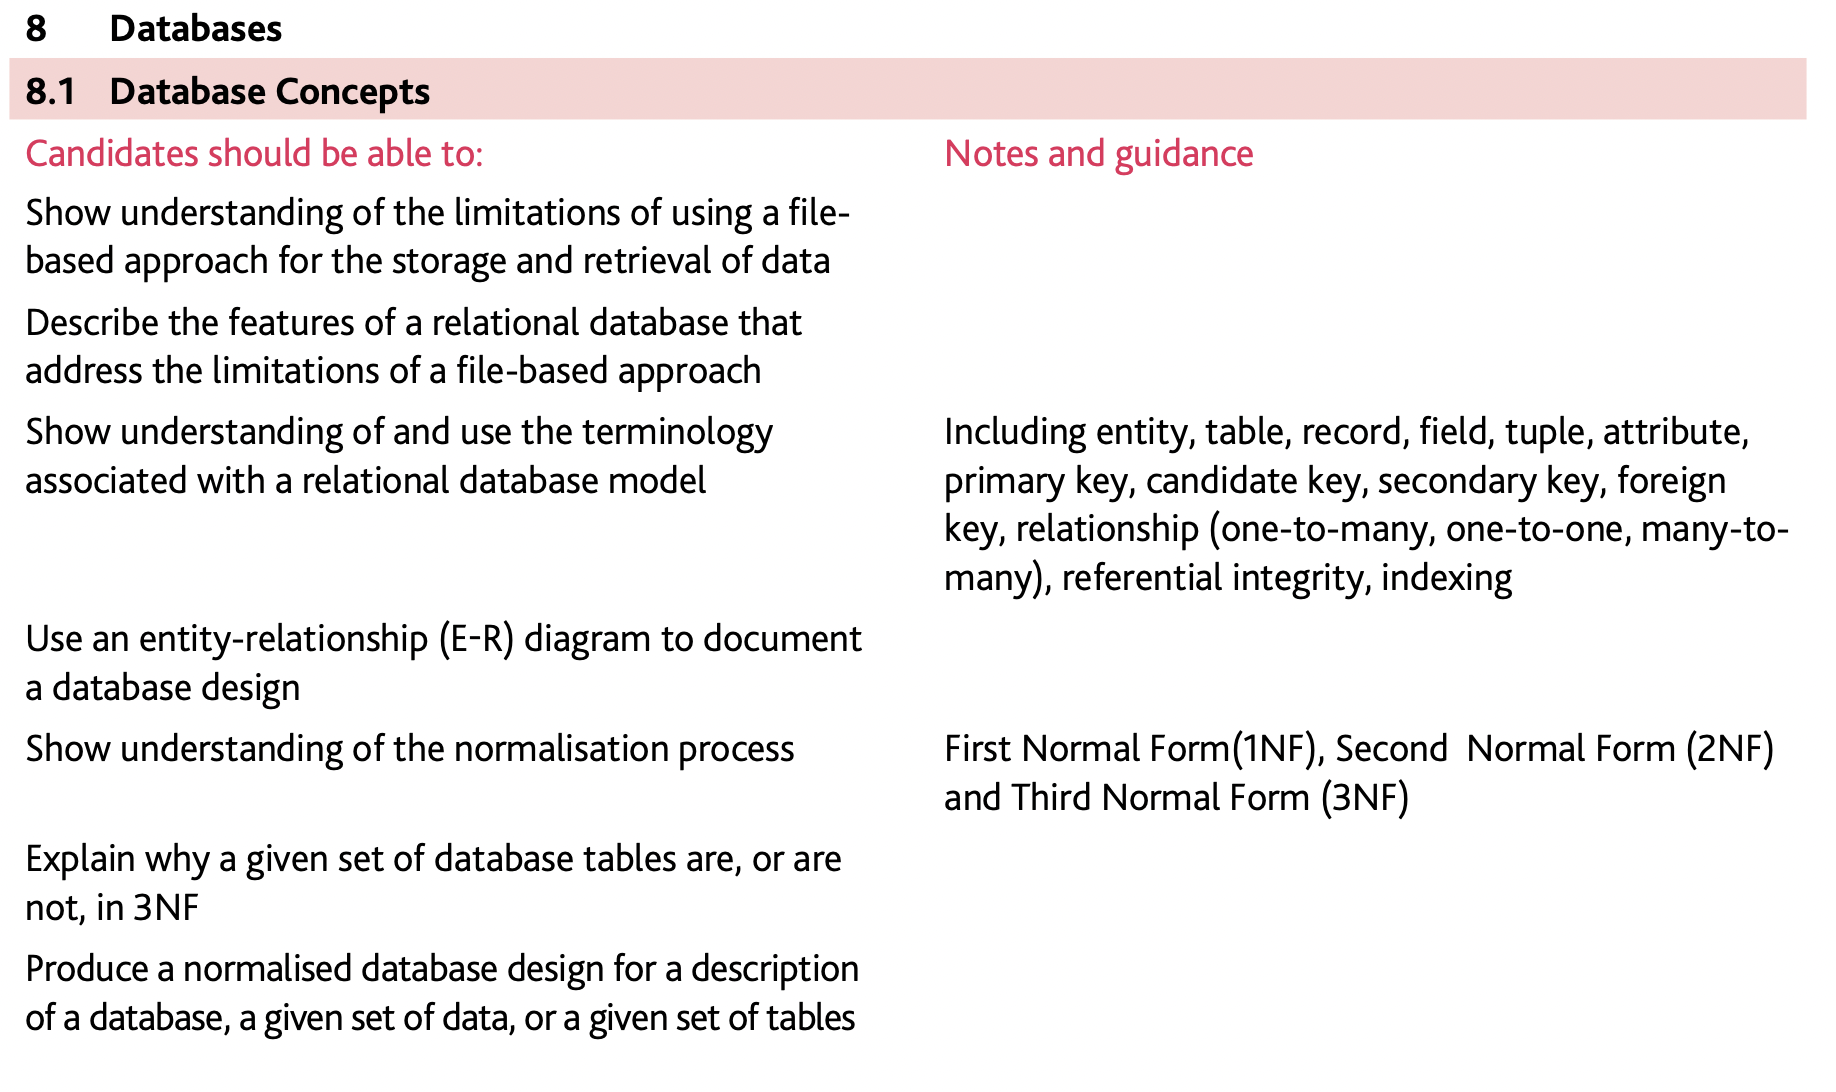 8 Databases
8.1 Database Concepts
Candidates should be able to:
Notes and guidance
Show understanding of the limitations of using a file-
based approach for the storage and retrieval of data
Describe the features of a relational database that
address the limitations of a file-based approach
Show understanding of and use the terminology
associated with a relational database model
Including entity, table, record, field, tuple, attribute,
primary key, candidate key, secondary key, foreign
key, relationship (one-to-many, one-to-one, many-to-
many), referential integrity, indexing
Use an entity-relationship (E-R) diagram to document
a database design
Show understanding of the normalisation process
First Normal Form(1NF), Second  Normal Form (2NF)
and Third Normal Form (3NF)
Explain why a given set of database tables are, or are
not, in 3NF
Produce a normalised database design for a description
of a database, a given set of data, or a given set of tables